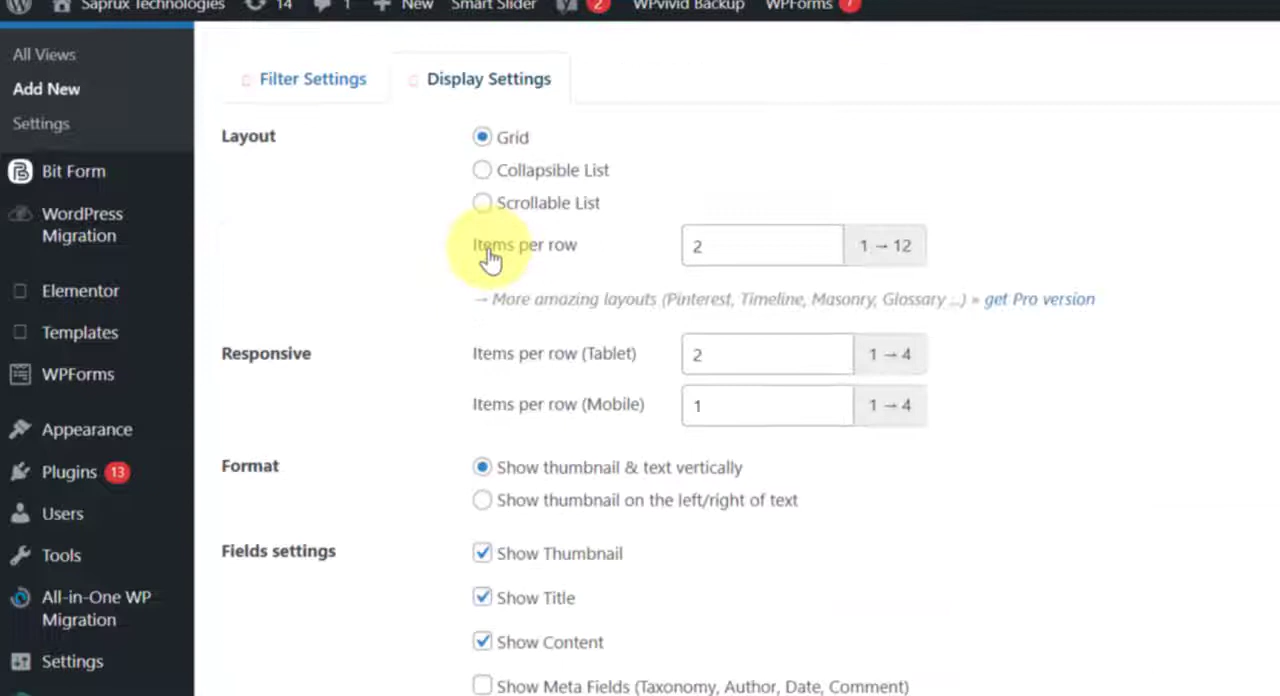 Saprux Technologies 14 1 New Smart Slider 2 WPvivid Backup WPForms 7
All Views
Add New
Settings
Bit Form
WordPress
Migration
Elementor
Templates
WPForms
Appearance
Plugins 13
Users
Tools
All-in-One WP
Migration
Settings
Filter Settings
Display Settings
Layout
Grid
Collapsible List
Scrollable List
Items per row 2 1 → 12
→ More amazing layouts (Pinterest, Timeline, Masonry, Glossary ...) » get Pro version
Responsive
Items per row (Tablet) 2 1 → 4
Items per row (Mobile) 1 1 → 4
Format
Show thumbnail & text vertically
Show thumbnail on the left/right of text
Fields settings
Show Thumbnail
Show Title
Show Content
Show Meta Fields (Taxonomy, Author, Date, Comment)